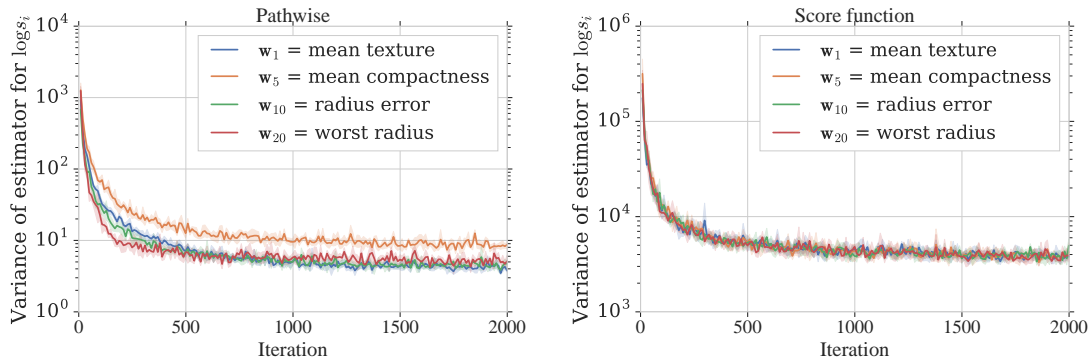 Pathwise
Variance of estimator for log s_i
10^4
10^3
10^2
10^1
10^0
w_1 = mean texture
w_5 = mean compactness
w_10 = radius error
w_20 = worst radius
0 500 1000 1500 2000
Iteration
Score function
Variance of estimator for log s_i
10^6
10^5
10^4
10^3
w_1 = mean texture
w_5 = mean compactness
w_10 = radius error
w_20 = worst radius
0 500 1000 1500 2000
Iteration